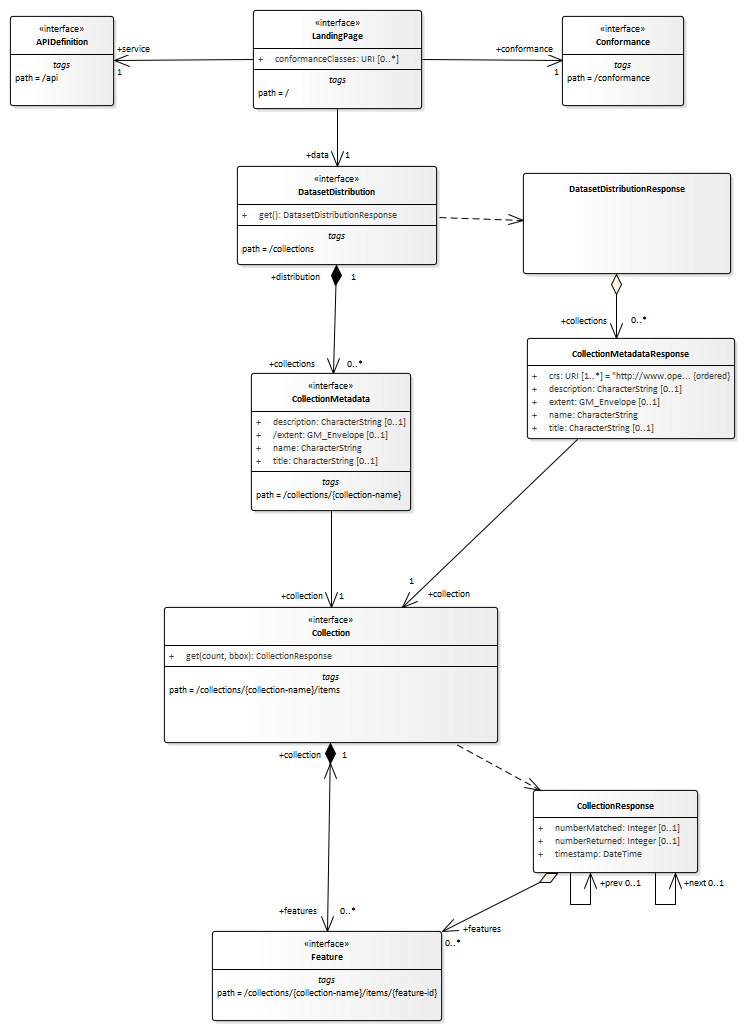 «interface»
APIDefinition
tags
path = /api
+service
1
«interface»
LandingPage
+ conformanceClasses: URI [0..*]
tags
path = /
+conformance
1
«interface»
Conformance
tags
path = /conformance
+data
1
«interface»
DatasetDistribution
+ get(): DatasetDistributionResponse
tags
path = /collections
DatasetDistributionResponse
+distribution
1
+collections
0..*
+collections
0..*
CollectionMetadataResponse
+ crs: URI [1..*] = "http://www.ope... {ordered}
+ description: CharacterString [0..1]
+ extent: GM_Envelope [0..1]
+ name: CharacterString
+ title: CharacterString [0..1]
«interface»
CollectionMetadata
+ description: CharacterString [0..1]
+ /extent: GM_Envelope [0..1]
+ name: CharacterString
+ title: CharacterString [0..1]
tags
path = /collections/{collection-name}
+collection
1
1
+collection
«interface»
Collection
+ get(count, bbox): CollectionResponse
tags
path = /collections/{collection-name}/items
+collection
1
CollectionResponse
+ numberMatched: Integer [0..1]
+ numberReturned: Integer [0..1]
+ timestamp: DateTime
+prev 0..1
+next 0..1
+features
0..*
+features
0..*
«interface»
Feature
tags
path = /collections/{collection-name}/items/{feature-id}